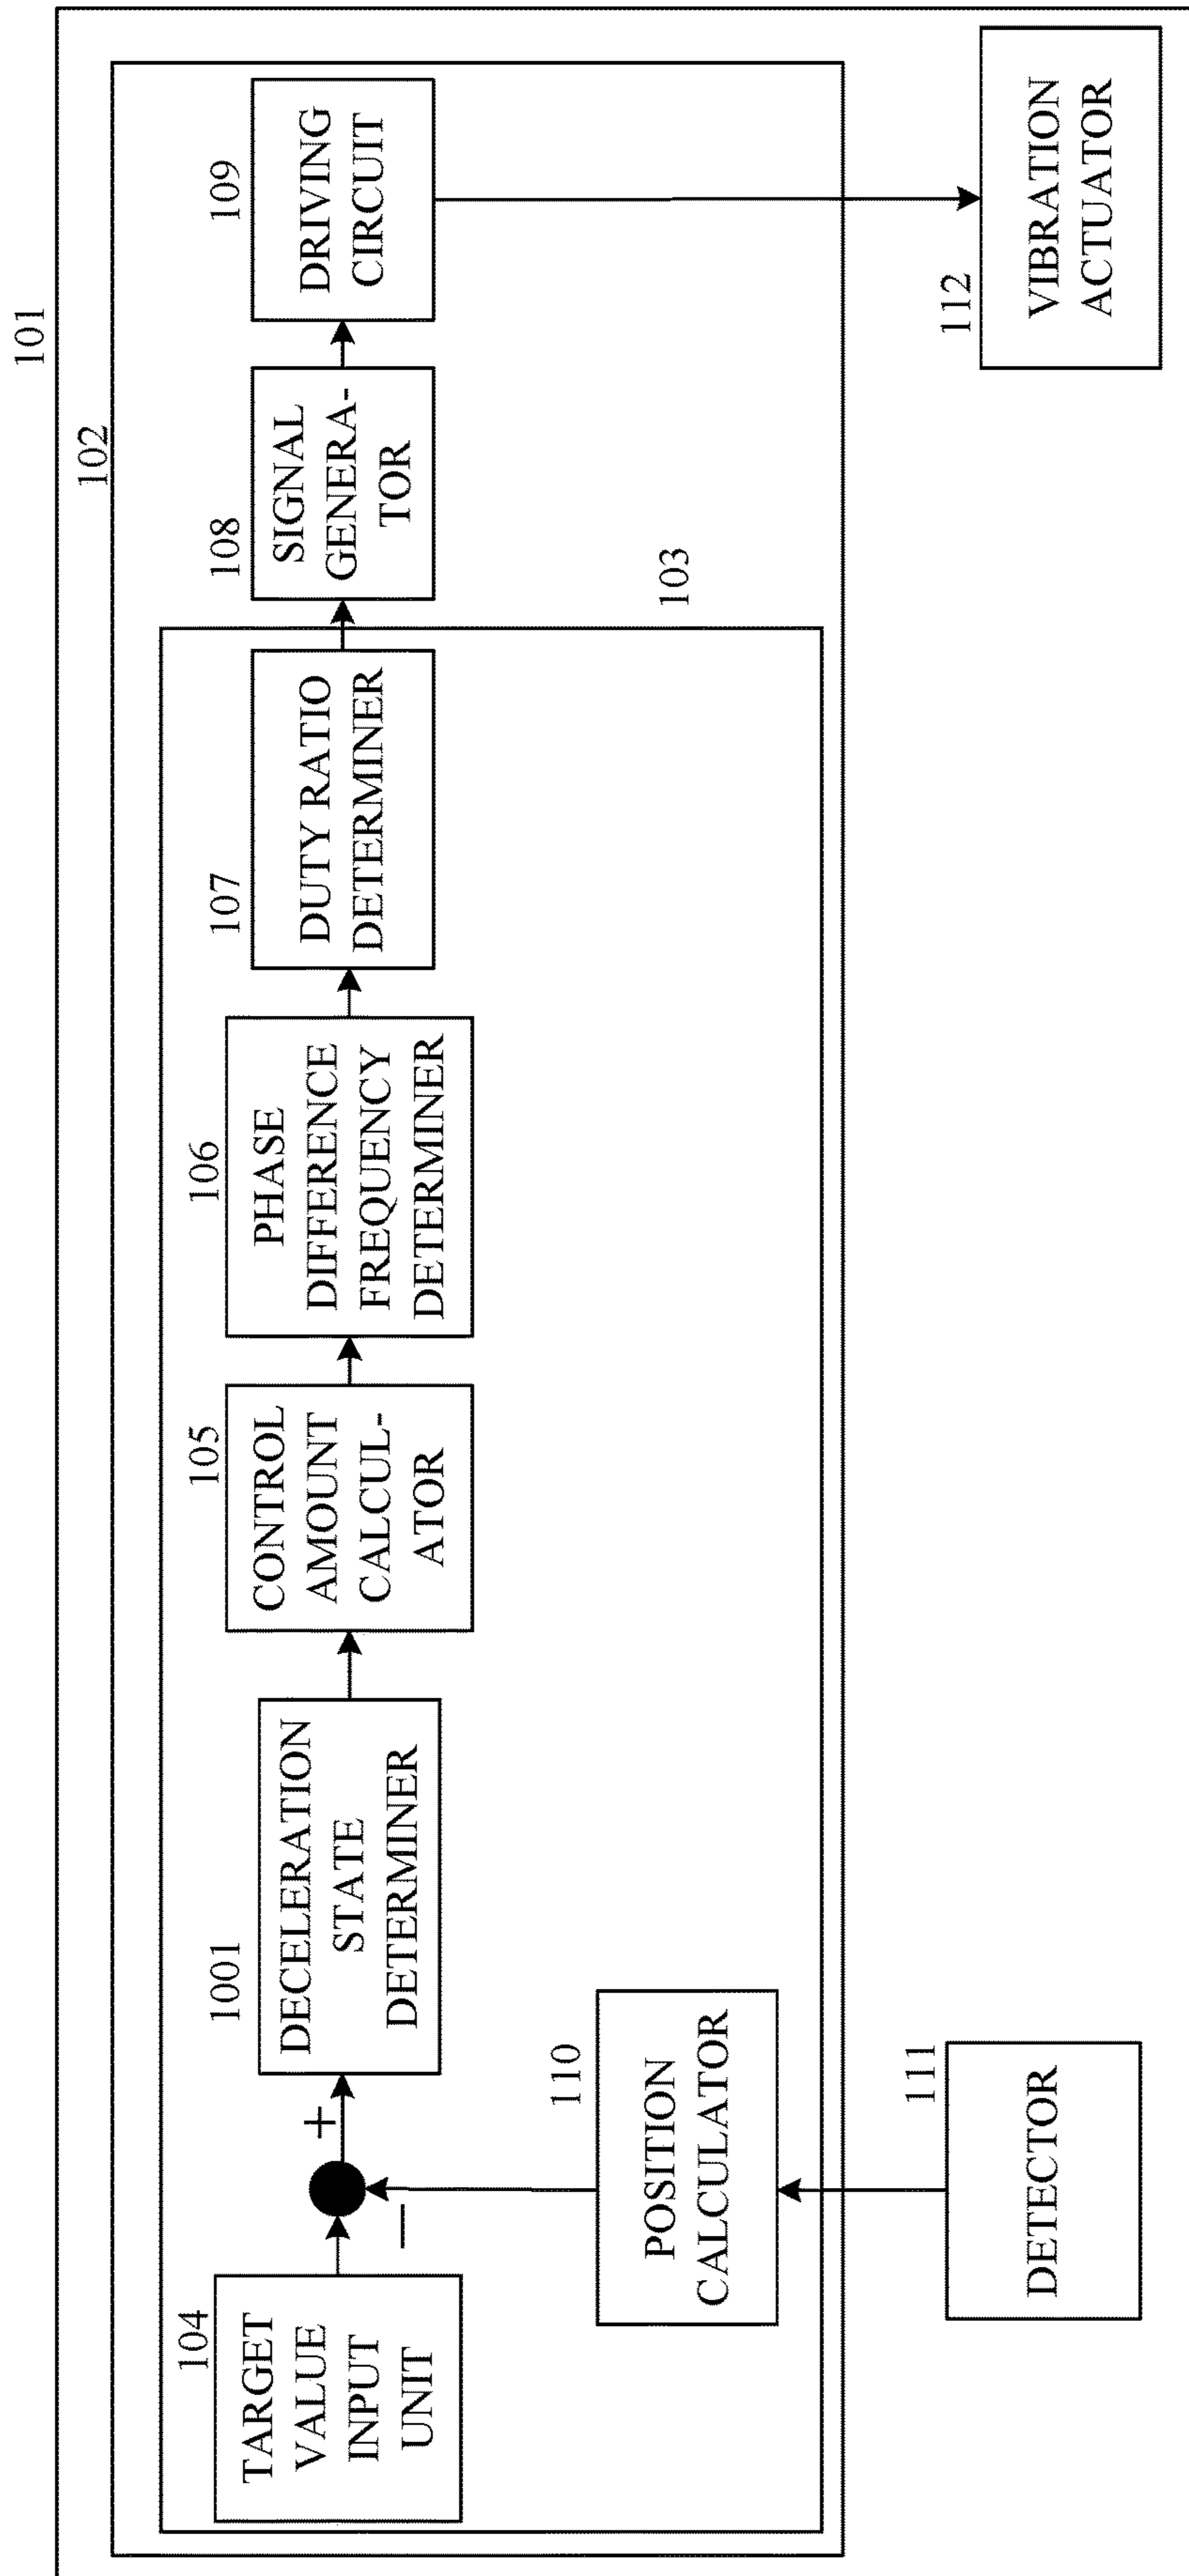 101
102
104
TARGET
VALUE
INPUT
UNIT
+
−
1001
DECELERATION
STATE
DETERMINER
105
CONTROL
AMOUNT
CALCUL-
ATOR
106
PHASE
DIFFERENCE
FREQUENCY
DETERMINER
107
DUTY RATIO
DETERMINER
108
SIGNAL
GENERA-
TOR
109
DRIVING
CIRCUIT
103
110
POSITION
CALCULATOR
111
DETECTOR
112
VIBRATION
ACTUATOR